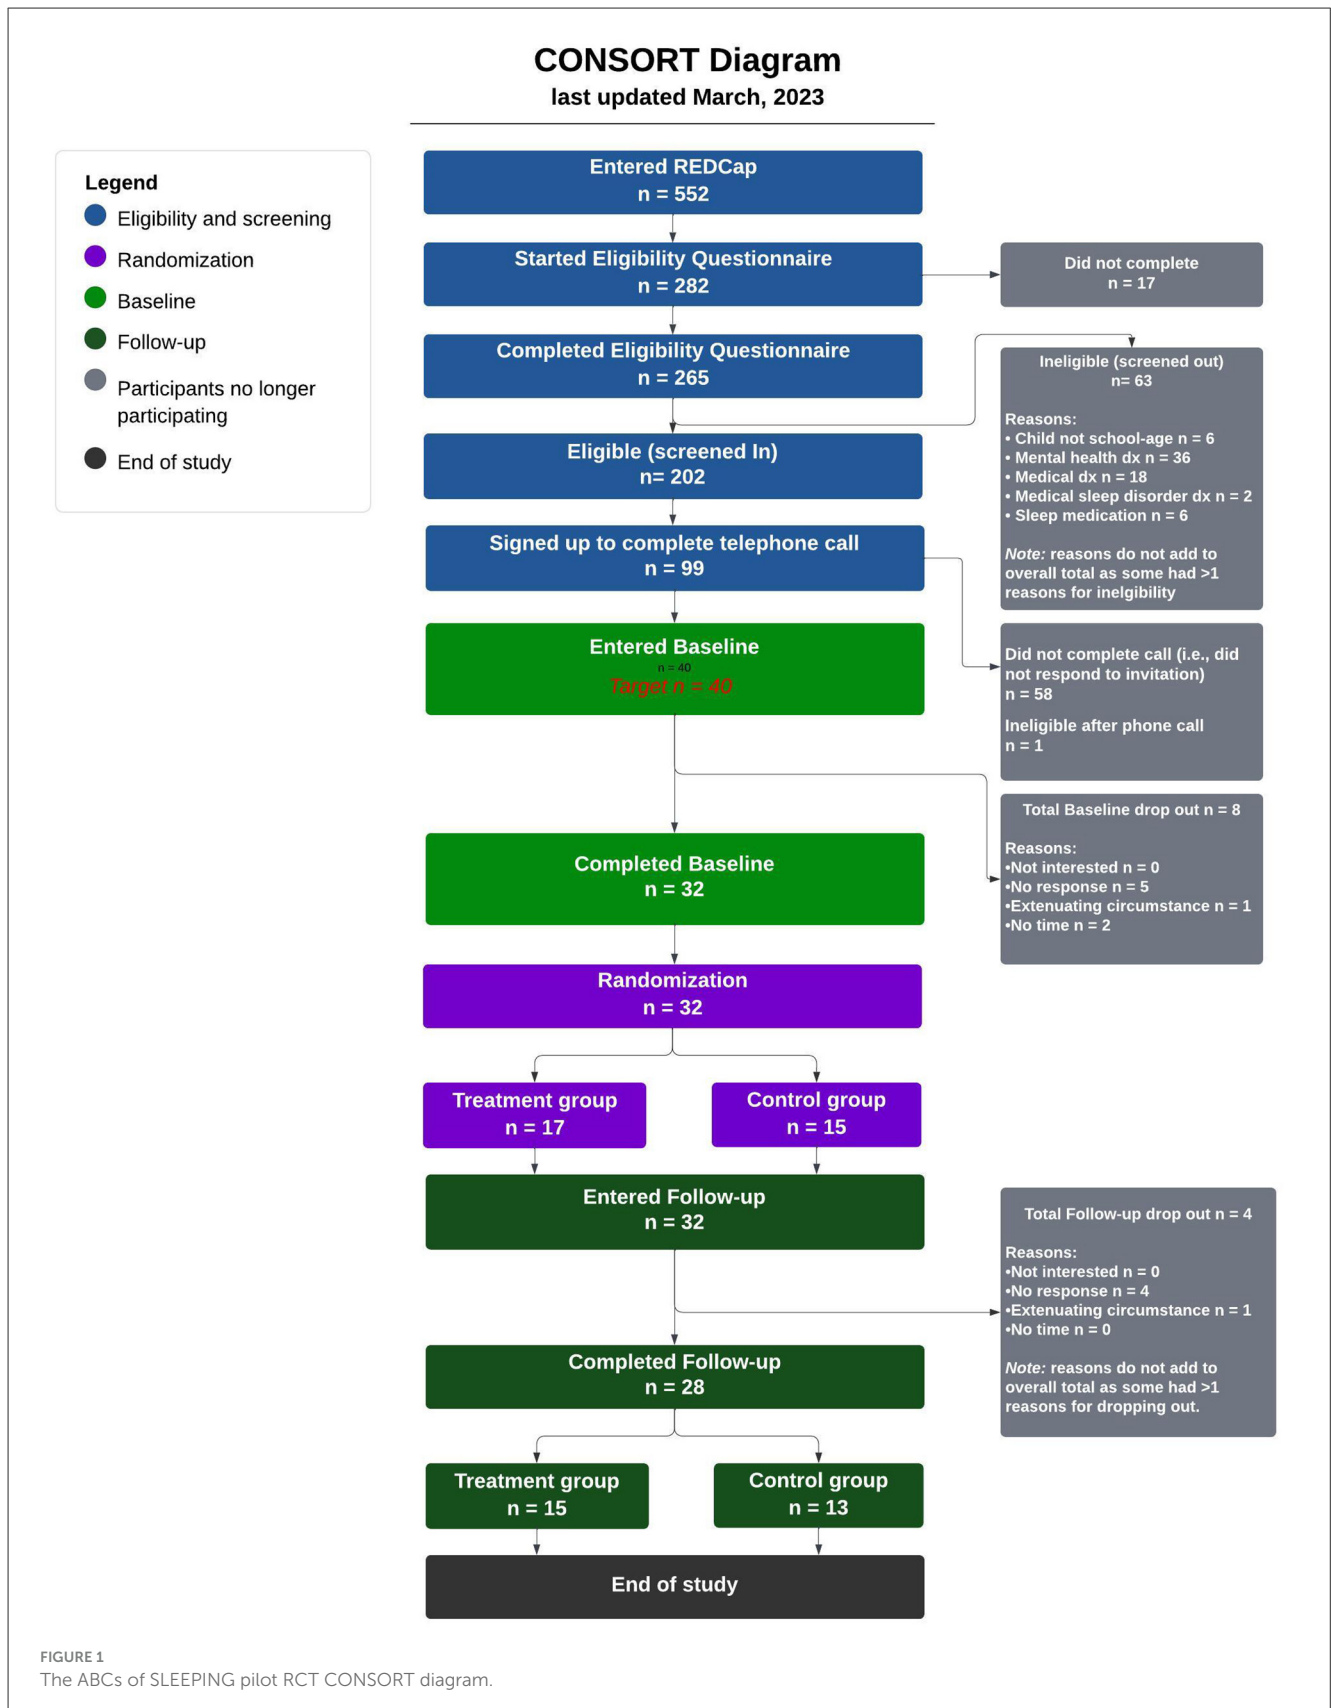 CONSORT Diagram
last updated March, 2023
Legend
Eligibility and screening
Randomization
Baseline
Follow-up
Participants no longer
participating
End of study
Entered REDCap
n = 552
Started Eligibility Questionnaire
n = 282
Did not complete
n = 17
Completed Eligibility Questionnaire
n = 265
Ineligible (screened out)
n= 63
Reasons:
• Child not school-age n = 6
• Mental health dx n = 36
• Medical dx n = 18
• Medical sleep disorder dx n = 2
• Sleep medication n = 6
Note: reasons do not add to
overall total as some had >1
reasons for inelgibility
Eligible (screened In)
n= 202
Signed up to complete telephone call
n = 99
Did not complete call (i.e., did
not respond to invitation)
n = 58
Ineligible after phone call
n = 1
Entered Baseline
n = 40
Target n = 40
Total Baseline drop out n = 8
Reasons:
•Not interested n = 0
•No response n = 5
•Extenuating circumstance n = 1
•No time n = 2
Completed Baseline
n = 32
Randomization
n = 32
Treatment group
n = 17
Control group
n = 15
Entered Follow-up
n = 32
Total Follow-up drop out n = 4
Reasons:
•Not interested n = 0
•No response n = 4
•Extenuating circumstance n = 1
•No time n = 0
Note: reasons do not add to
overall total as some had >1
reasons for dropping out.
Completed Follow-up
n = 28
Treatment group
n = 15
Control group
n = 13
End of study
FIGURE 1
The ABCs of SLEEPING pilot RCT CONSORT diagram.